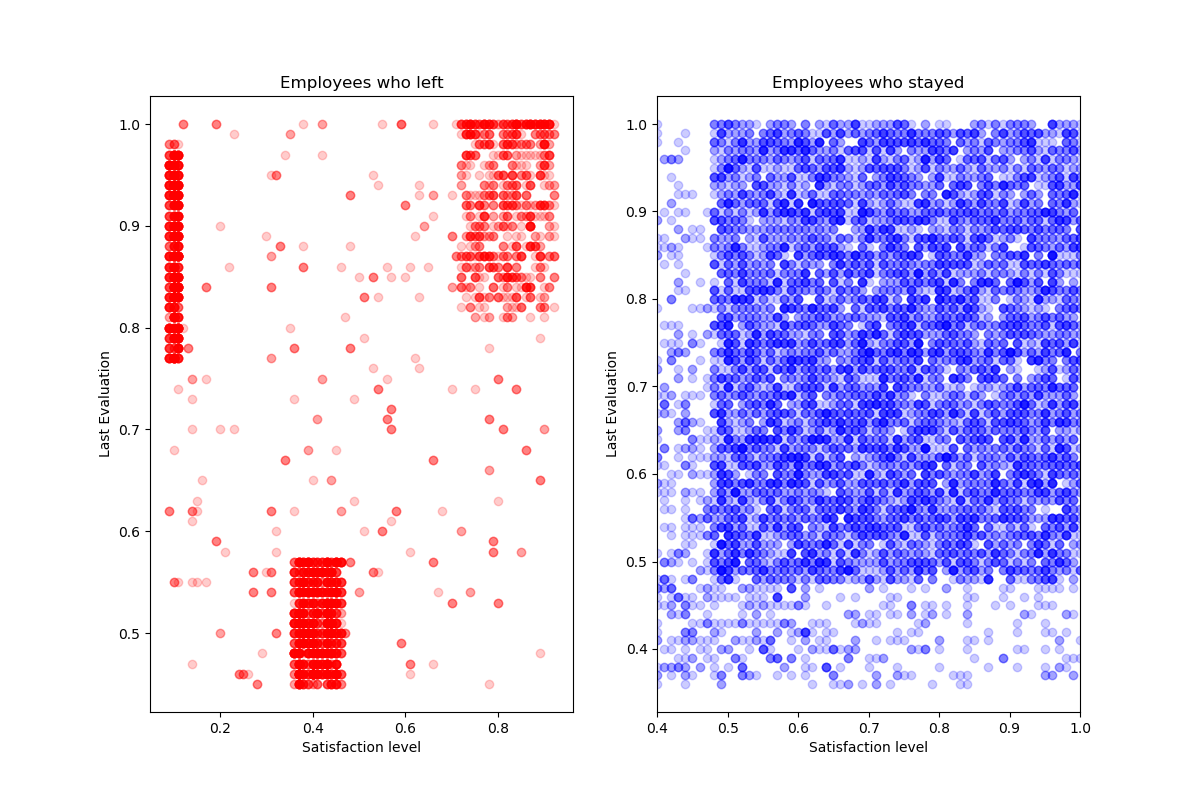 Employees who left
1.0
0.9
0.8
0.7
0.6
0.5
Last Evaluation
0.2 0.4 0.6 0.8
Satisfaction level
Employees who stayed
1.0
0.9
0.8
0.7
0.6
0.5
0.4
Last Evaluation
0.4 0.5 0.6 0.7 0.8 0.9 1.0
Satisfaction level